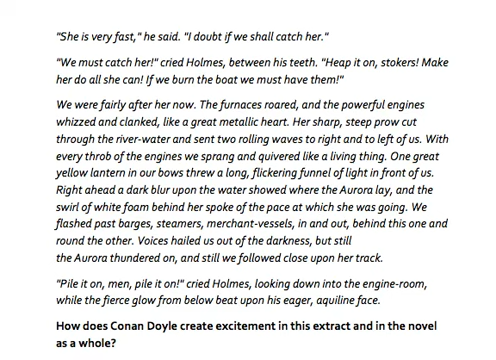 "She is very fast," he said. "I doubt if we shall catch her."
"We must catch her!" cried Holmes, between his teeth. "Heap it on, stokers! Make
her do all she can! If we burn the boat we must have them!"
We were fairly after her now. The furnaces roared, and the powerful engines
whizzed and clanked, like a great metallic heart. Her sharp, steep prow cut
through the river-water and sent two rolling waves to right and to left of us. With
every throb of the engines we sprang and quivered like a living thing. One great
yellow lantern in our bows threw a long, flickering funnel of light in front of us.
Right ahead a dark blur upon the water showed where the Aurora lay, and the
swirl of white foam behind her spoke of the pace at which she was going. We
flashed past barges, steamers, merchant-vessels, in and out, behind this one and
round the other. Voices hailed us out of the darkness, but still
the Aurora thundered on, and still we followed close upon her track.
"Pile it on, men, pile it on!" cried Holmes, looking down into the engine-room,
while the fierce glow from below beat upon his eager, aquiline face.
How does Conan Doyle create excitement in this extract and in the novel
as a whole?